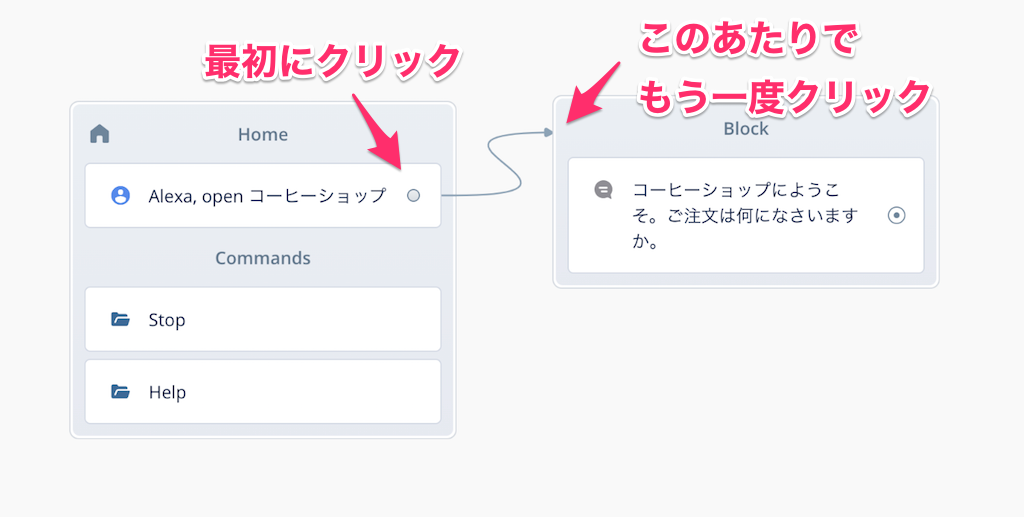 最初にクリック
このあたりで
もう一度クリック
Home
Alexa, open コーヒーショップ
Commands
Stop
Help
Block
コーヒーショップにようこ
そ。ご注文は何になさいます
か。